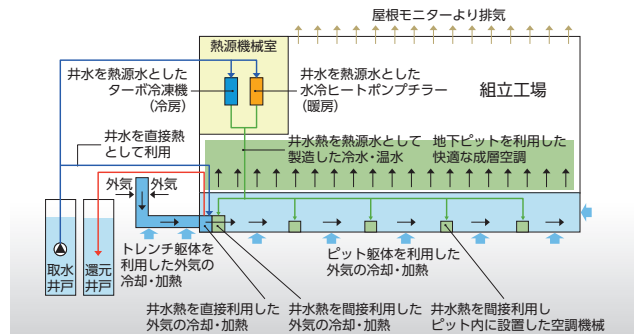 屋根モニターより排気
熱源機械室
井水を熱源水とした
ターボ冷凍機
(冷房)
井水を熱源水とした
水冷ヒートポンプチラー
(暖房)
組立工場
井水を直接熱
として利用
井水熱を熱源水として
製造した冷水・温水
地下ピットを利用した
快適な成層空調
外気
外気
取水
井戸
還元
井戸
トレンチ躯体を
利用した外気の
冷却・加熱
ピット躯体を利用した
外気の冷却・加熱
井水熱を直接利用した
外気の冷却・加熱
井水熱を間接利用した
外気の冷却・加熱
井水熱を間接利用し
ピット内に設置した空調機械